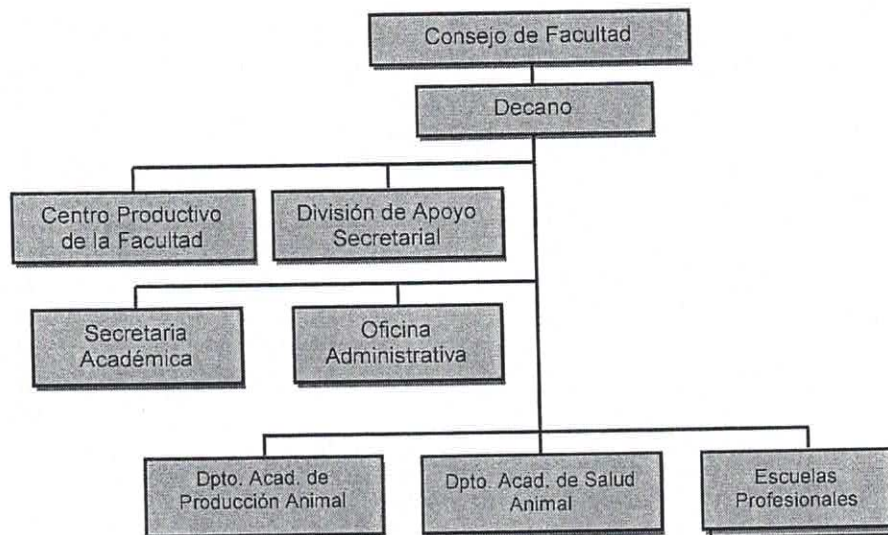 Consejo de Facultad
Decano
Centro Productivo
de la Facultad
División de Apoyo
Secretarial
Secretaria
Académica
Oficina
Administrativa
Dpto. Acad. de
Producción Animal
Dpto. Acad. de Salud
Animal
Escuelas
Profesionales